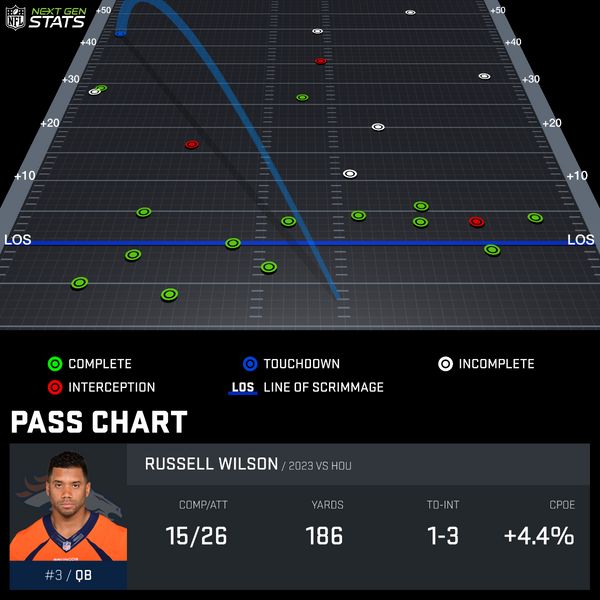 NFL
NEXT GEN
STATS
+50 +50
+40 +40
+30 +30
+20 +20
+10 +10
LOS LOS
COMPLETE TOUCHDOWN INCOMPLETE
INTERCEPTION LOS LINE OF SCRIMMAGE
PASS CHART
RUSSELL WILSON / 2023 VS HOU
COMP/ATT YARDS TD-INT CPOE
15/26 186 1-3 +4.4%
#3 / QB